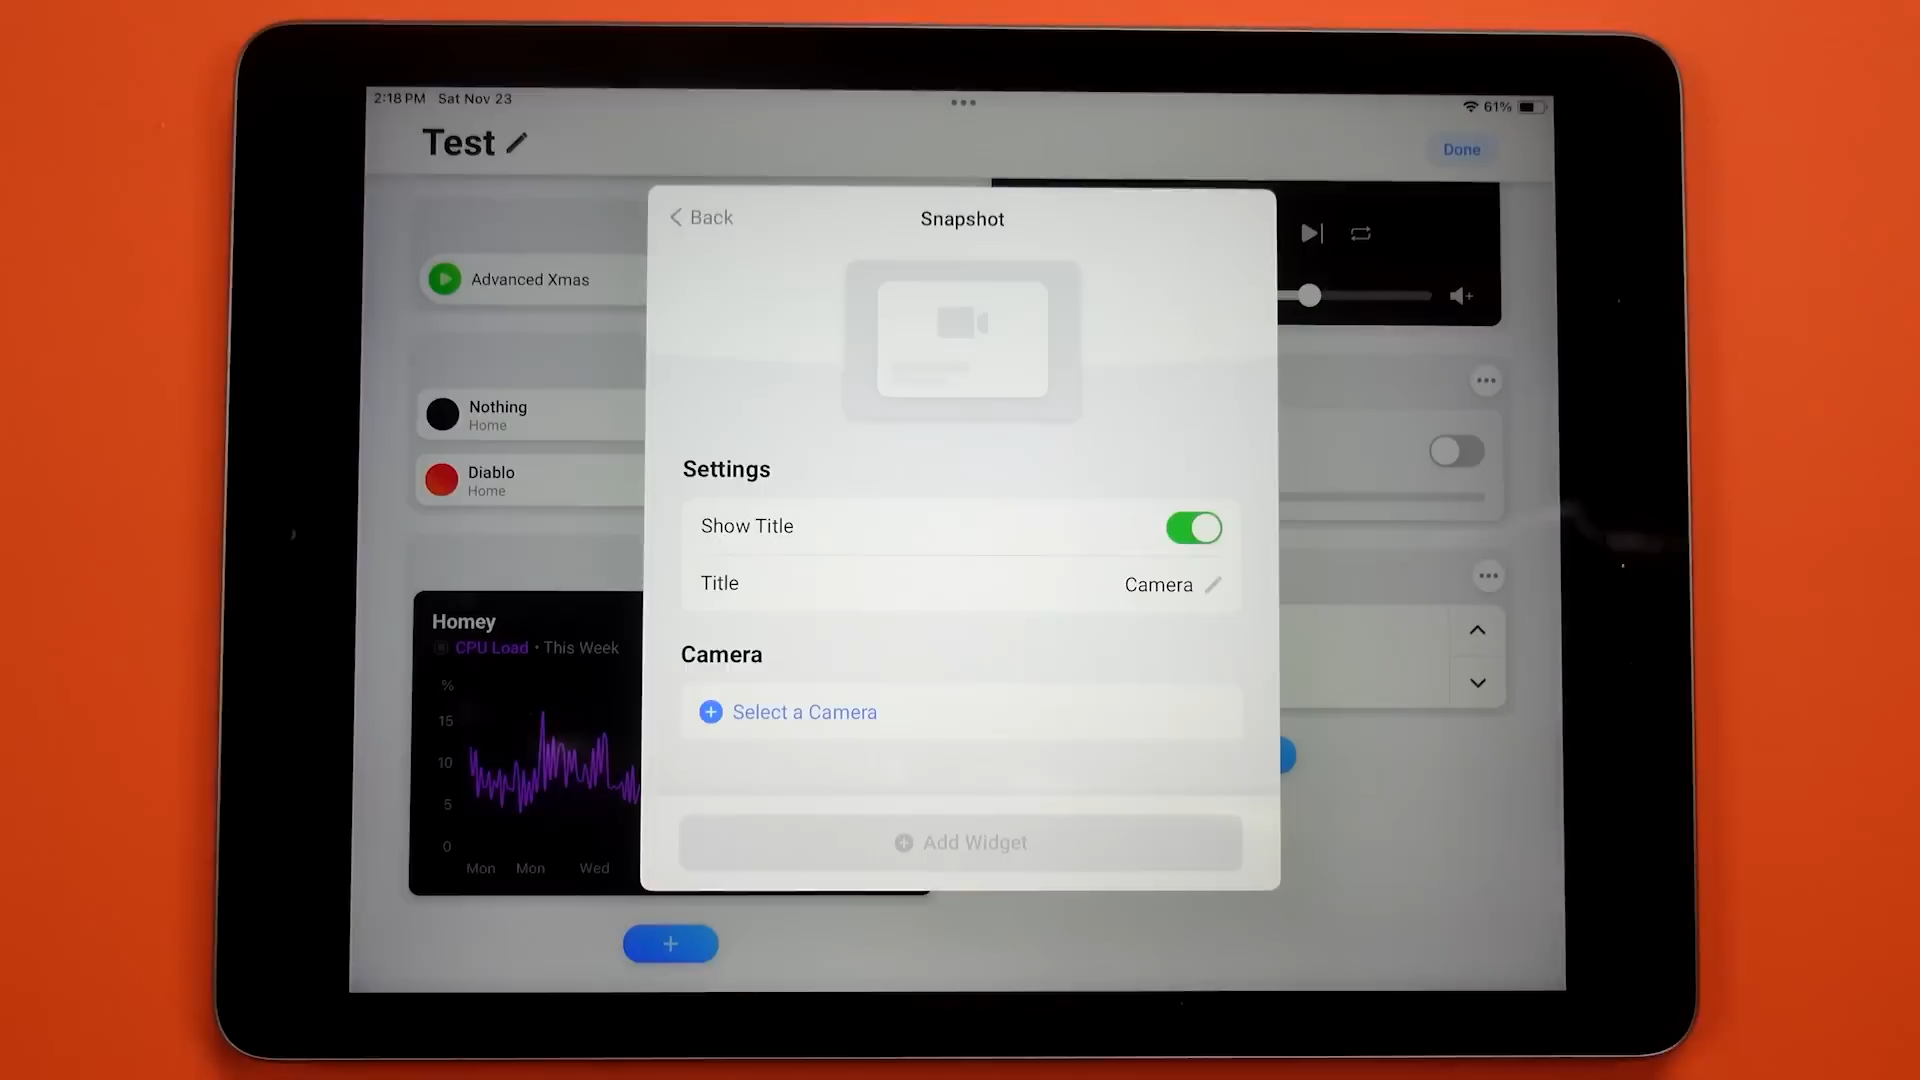 2:18 PM Sat Nov 23
61%
Test
Done
Back
Snapshot
Advanced Xmas
Nothing
Home
Diablo
Home
Settings
Show Title
Title
Camera
Camera
Select a Camera
Add Widget
Homey
CPU Load • This Week
%
15
10
5
0
Mon Mon Wed